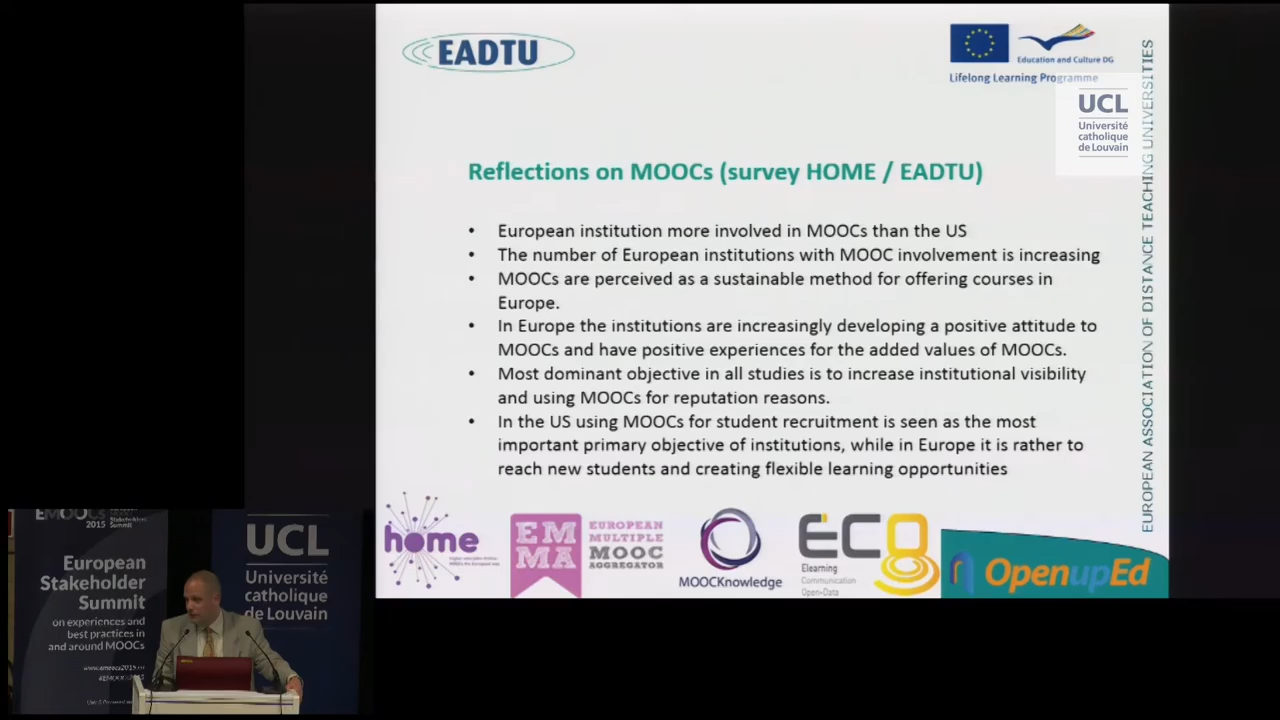 EADTU
Education and Culture DG
Lifelong Learning Programme
UCL
Université
catholique
de Louvain
EUROPEAN ASSOCIATION OF DISTANCE TEACHING UNIVERSITIES
Reflections on MOOCs (survey HOME / EADTU)
• European institution more involved in MOOCs than the US
• The number of European institutions with MOOC involvement is increasing
• MOOCs are perceived as a sustainable method for offering courses in
Europe.
• In Europe the institutions are increasingly developing a positive attitude to
MOOCs and have positive experiences for the added values of MOOCs.
• Most dominant objective in all studies is to increase institutional visibility
and using MOOCs for reputation reasons.
• In the US using MOOCs for student recruitment is seen as the most
important primary objective of institutions, while in Europe it is rather to
reach new students and creating flexible learning opportunities
home
EM
MA
EUROPEAN
MULTIPLE
MOOC
AGGREGATOR
MOOCKnowledge
ECO
Elearning
Communication
Open-Data
OpenupEd
EMOOCs
2015
European
Stakeholder
Summit
on experiences and
best practices in
and around MOOCs
UCL
Université
catholique
de Louvain